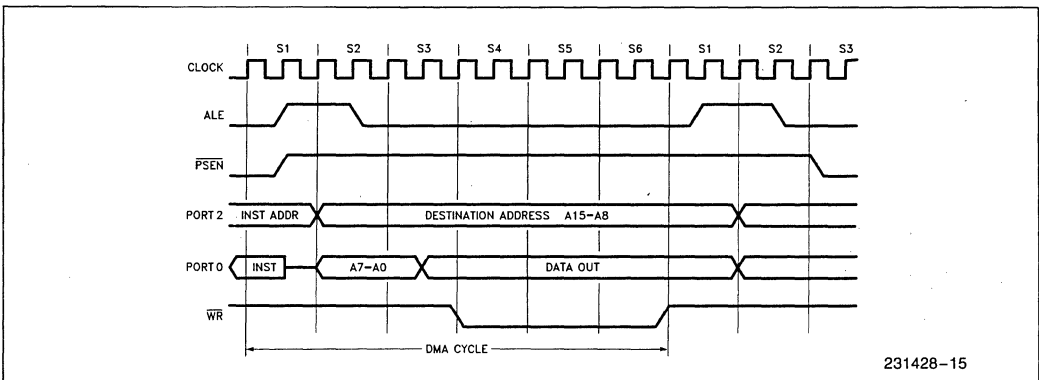 S1 S2 S3 S4 S5 S6 S1 S2 S3
CLOCK
ALE
PSEN
PORT 2 INST ADDR DESTINATION ADDRESS A15-A8
PORT 0 INST A7-A0 DATA OUT
WR
DMA CYCLE
231428-15